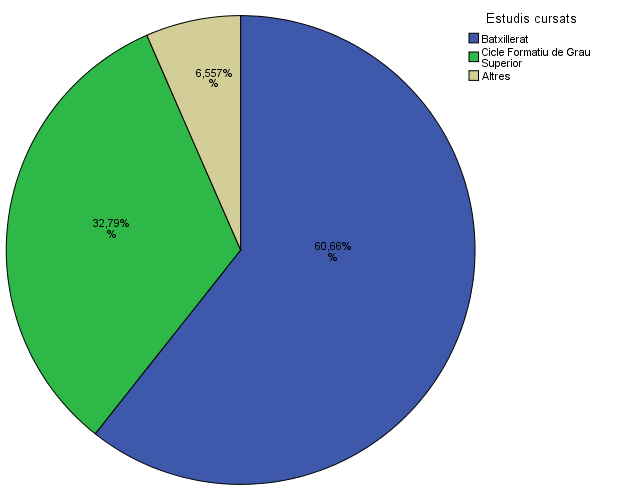 Estudis cursats
Batxillerat
Cicle Formatiu de Grau
Superior
Altres
6,557%
%
32,79%
%
60,66%
%